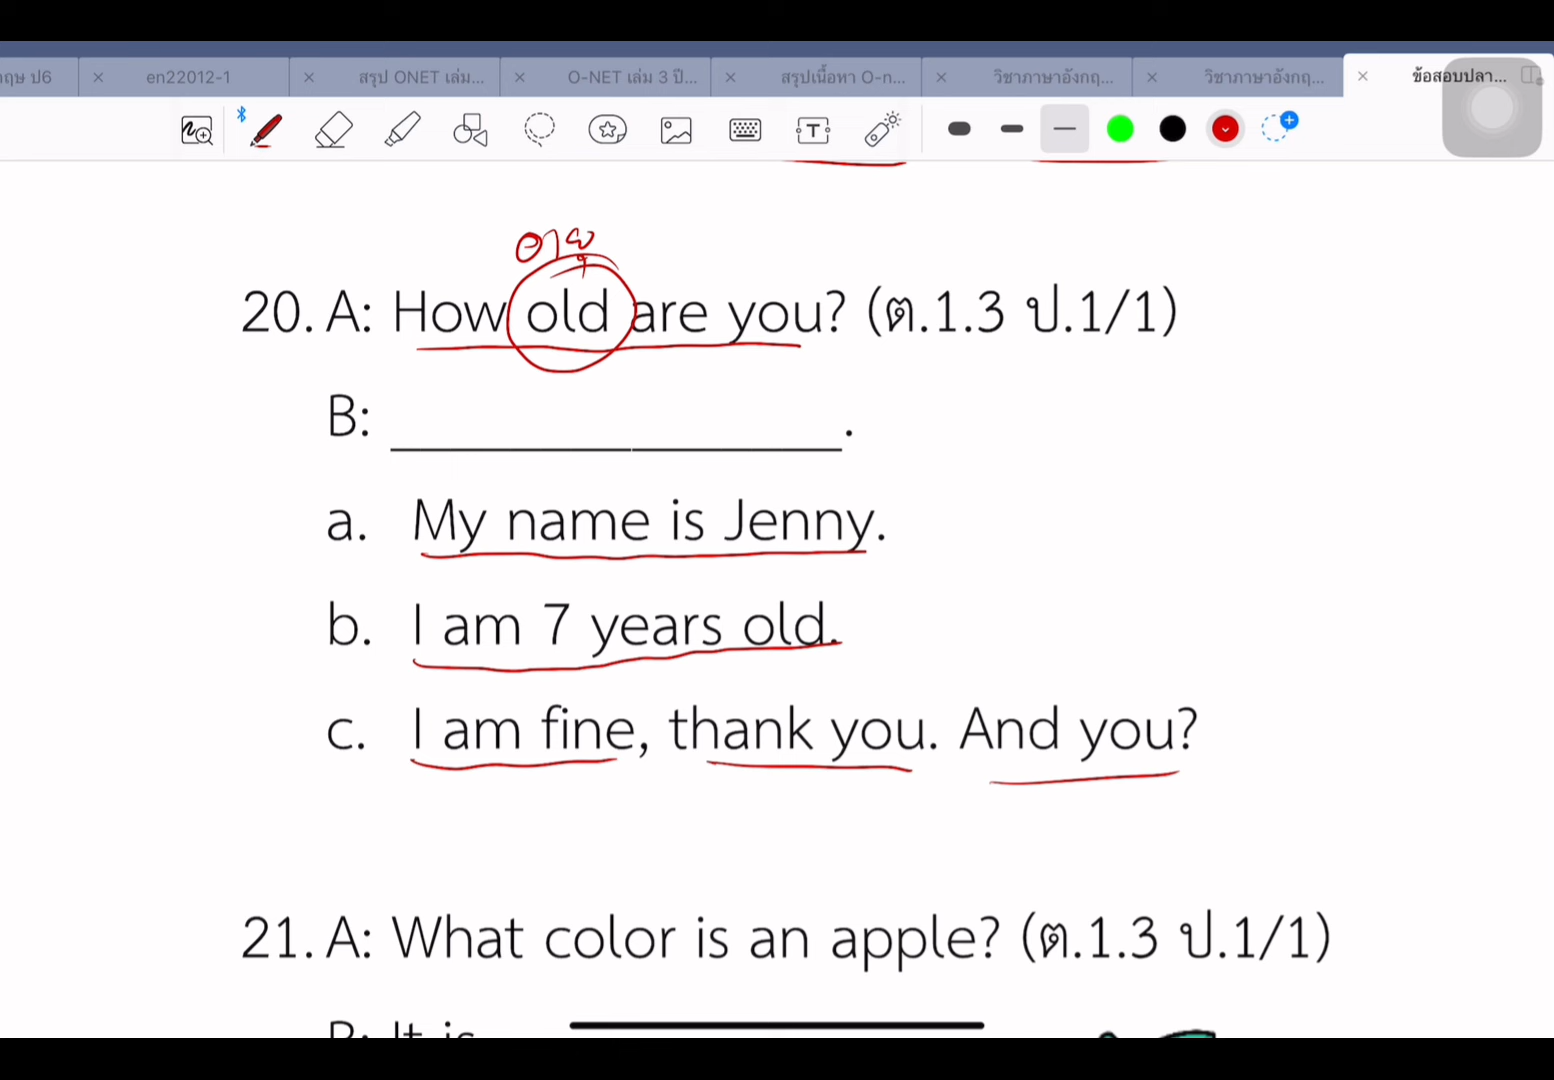 ฤษ ป6
en22012-1
สรุป ONET เล่ม...
O-NET เล่ม 3 ปี...
สรุปเนื้อหา O-n...
วิชาภาษาอังกฤ...
วิชาภาษาอังกฤ...
ข้อสอบปลา...
อายุ
20. A: How old are you? (ต.1.3 ป.1/1)
B: ____________________.
a. My name is Jenny.
b. I am 7 years old.
c. I am fine, thank you. And you?
21. A: What color is an apple? (ต.1.3 ป.1/1)
B: It is